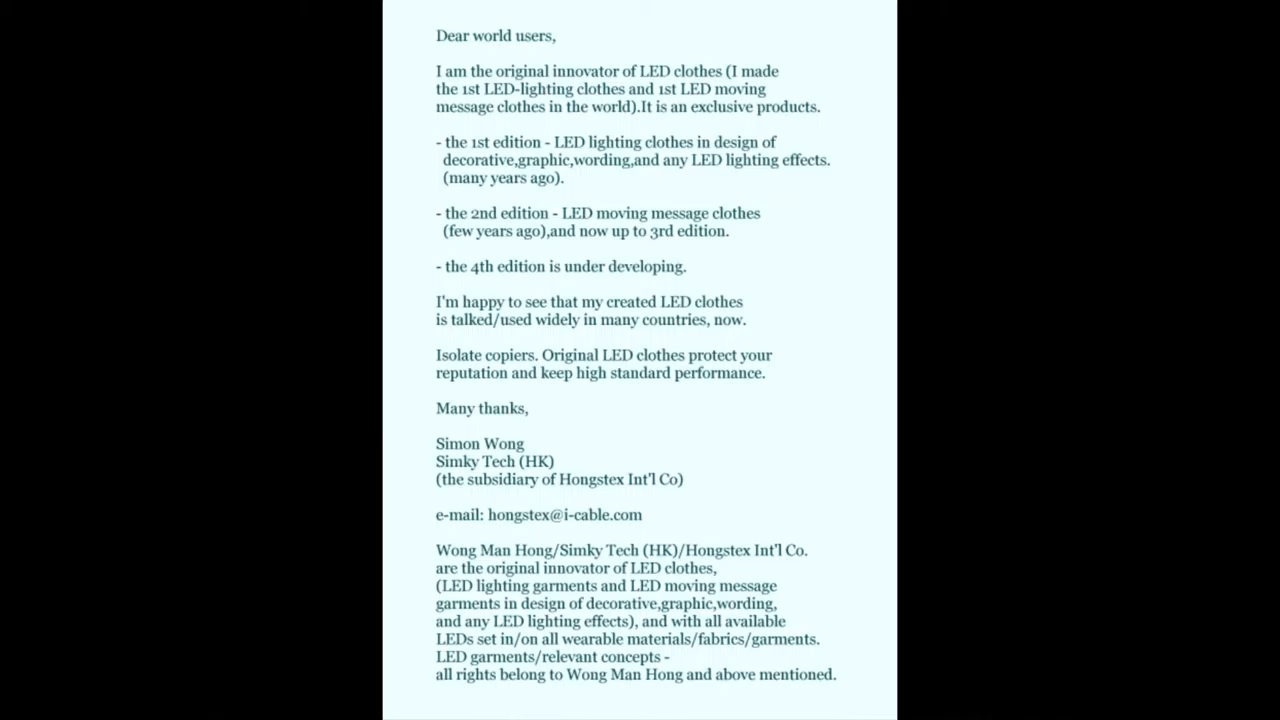 Dear world users,
I am the original innovator of LED clothes (I made
the 1st LED-lighting clothes and 1st LED moving
message clothes in the world).It is an exclusive products.
- the 1st edition - LED lighting clothes in design of
decorative,graphic,wording,and any LED lighting effects.
(many years ago).
- the 2nd edition - LED moving message clothes
(few years ago),and now up to 3rd edition.
- the 4th edition is under developing.
I'm happy to see that my created LED clothes
is talked/used widely in many countries, now.
Isolate copiers. Original LED clothes protect your
reputation and keep high standard performance.
Many thanks,
Simon Wong
Simky Tech (HK)
(the subsidiary of Hongstex Int'l Co)
e-mail: hongstex@i-cable.com
Wong Man Hong/Simky Tech (HK)/Hongstex Int'l Co.
are the original innovator of LED clothes,
(LED lighting garments and LED moving message
garments in design of decorative,graphic,wording,
and any LED lighting effects), and with all available
LEDs set in/on all wearable materials/fabrics/garments.
LED garments/relevant concepts -
all rights belong to Wong Man Hong and above mentioned.